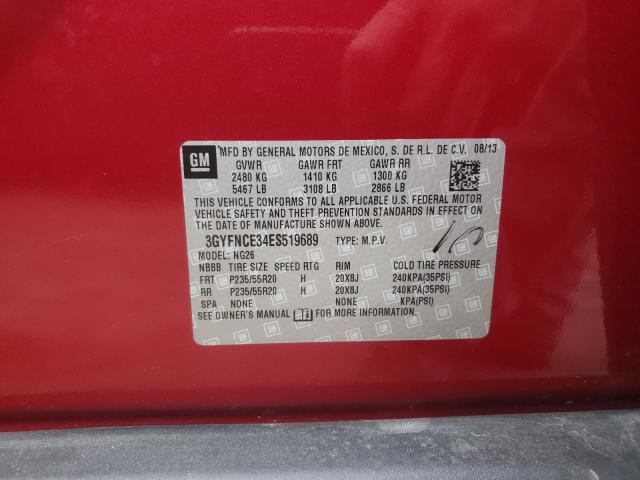 GM
MFD BY GENERAL MOTORS DE MEXICO, S. DE R.L. DE C.V. 08/13
GVWR GAWR FRT GAWR RR
2480 KG 1410 KG 1300 KG
5467 LB 3108 LB 2866 LB
THIS VEHICLE CONFORMS TO ALL APPLICABLE U.S. FEDERAL MOTOR
VEHICLE SAFETY AND THEFT PREVENTION STANDARDS IN EFFECT ON
THE DATE OF MANUFACTURE SHOWN ABOVE.
3GYFNCE34ES519689 TYPE: M.P.V.
MODEL: NG26
NBBB TIRE SIZE SPEED RTG RIM COLD TIRE PRESSURE
FRT P235/55R20 H 20X8J 240KPA(35PSI)
RR P235/55R20 H 20X8J 240KPA(35PSI)
SPA NONE NONE KPA(PSI)
SEE OWNER'S MANUAL FOR MORE INFORMATION.